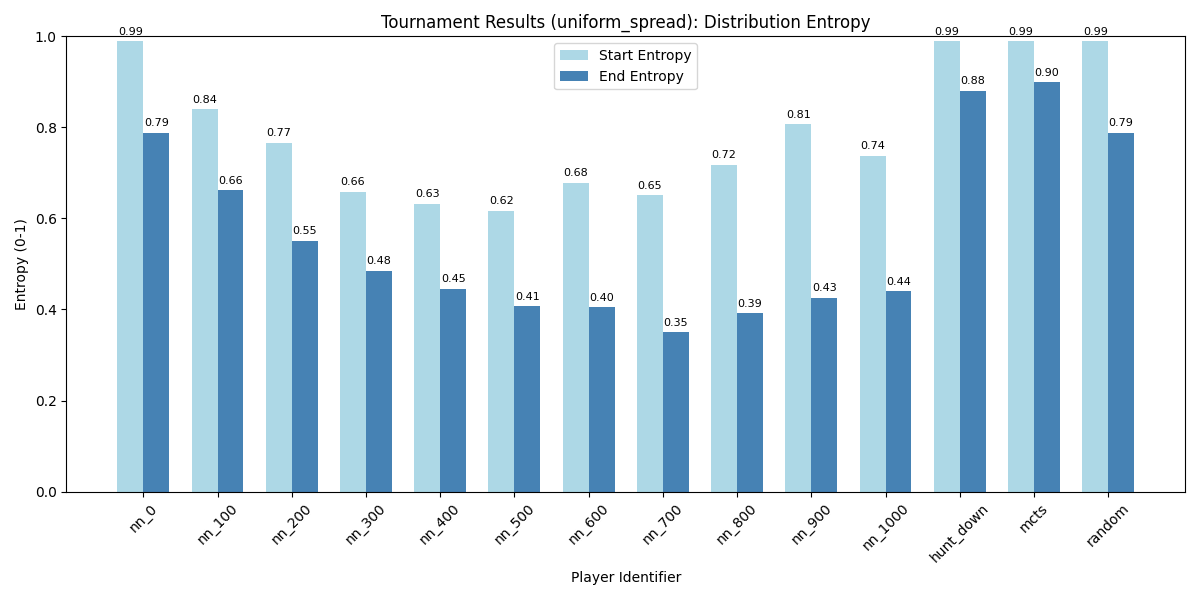 Tournament Results (uniform_spread): Distribution Entropy
Start Entropy
End Entropy
Entropy (0-1)
1.0
0.8
0.6
0.4
0.2
0.0
0.99
0.79
0.84
0.66
0.77
0.55
0.66
0.48
0.63
0.45
0.62
0.41
0.68
0.40
0.65
0.35
0.72
0.39
0.81
0.43
0.74
0.44
0.99
0.88
0.99
0.90
0.99
0.79
nn_0
nn_100
nn_200
nn_300
nn_400
nn_500
nn_600
nn_700
nn_800
nn_900
nn_1000
hunt_down
mcts
random
Player Identifier